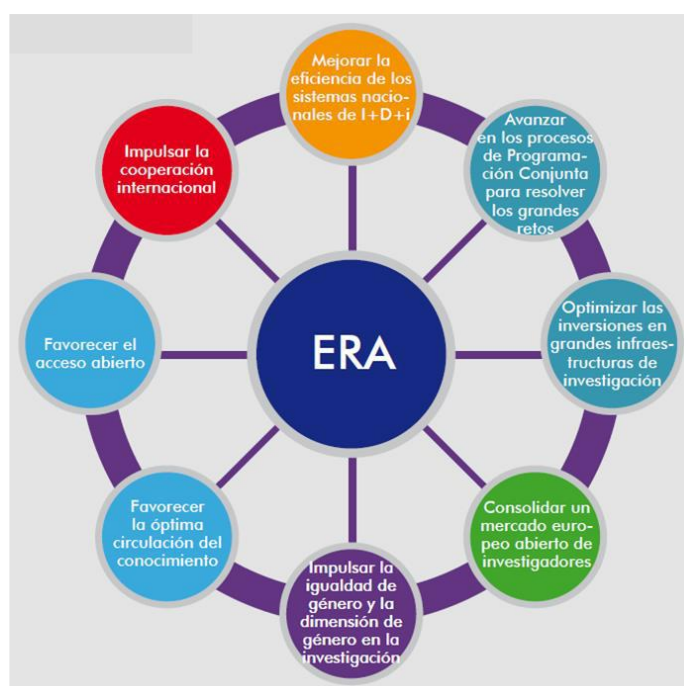 Mejorar la
eficiencia de los
sistemas nacio-
nales de I+D+i
Avanzar
en los procesos
de Programa-
ción Conjunta
para resolver
los grandes
retos
Optimizar las
inversiones en
grandes infraes-
tructuras de
investigación
Consolidar un
mercado euro-
peo abierto de
investigadores
Impulsar la
igualdad de
género y la
dimensión de
género en la
investigación
Favorecer
la óptima
circulación del
conocimiento
Favorecer el
acceso abierto
Impulsar la
cooperación
internacional
ERA